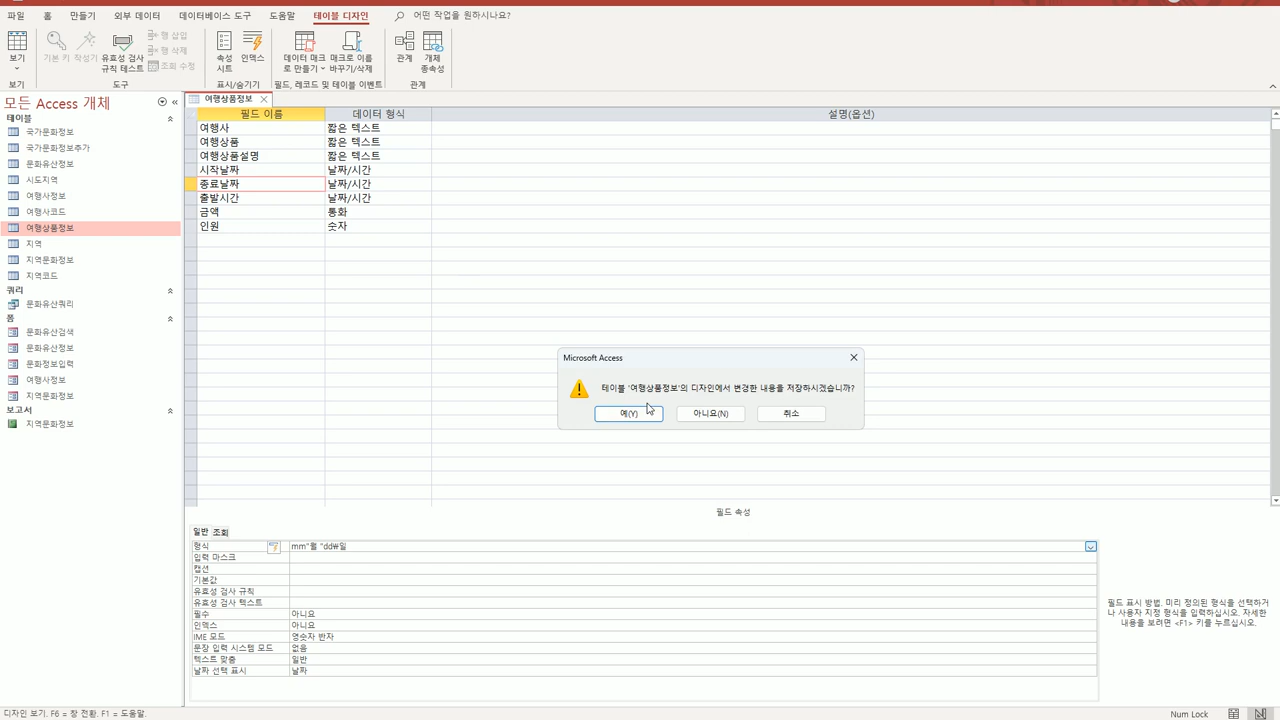 파일 홈 만들기 외부 데이터 데이터베이스 도구 도움말 테이블 디자인 어떤 작업을 원하시나요?
보기
기본 키
작성기
유효성 검사
규칙 테스트
행 삽입
행 삭제
조회 수정
속성
시트
인덱스
데이터 매크
로 만들기
매크로 이름
바꾸기/삭제
관계
개체
종속성
보기 도구 표시/숨기기 필드, 레코드 및 테이블 이벤트 관계
모든 Access 개체
테이블
국가문화정보
국가문화정보추가
문화유산정보
시도지역
여행사정보
여행사코드
여행상품정보
지역
지역문화정보
지역코드
쿼리
문화유산쿼리
폼
문화유산검색
문화유산정보
문화정보입력
여행사정보
지역문화정보
보고서
지역문화정보
여행상품정보
필드 이름 데이터 형식 설명(옵션)
여행사 짧은 텍스트
여행상품 짧은 텍스트
여행상품설명 짧은 텍스트
시작날짜 날짜/시간
종료날짜 날짜/시간
출발시간 날짜/시간
금액 통화
인원 숫자
Microsoft Access
테이블 '여행상품정보'의 디자인에서 변경한 내용을 저장하시겠습니까?
예(Y) 아니요(N) 취소
필드 속성
일반 조회
형식 mm"월 "dd₩일
입력 마스크
캡션
기본값
유효성 검사 규칙
유효성 검사 텍스트
필수 아니요
인덱스 아니요
IME 모드 영숫자 반자
문장 입력 시스템 모드 없음
텍스트 맞춤 일반
날짜 선택 표시 날짜
필드 표시 방법. 미리 정의된 형식을 선택하거
나 사용자 지정 형식을 입력하십시오. 자세한
내용을 보려면 <F1> 키를 누르십시오.
디자인 보기. F6 = 창 전환. F1 = 도움말.
Num Lock